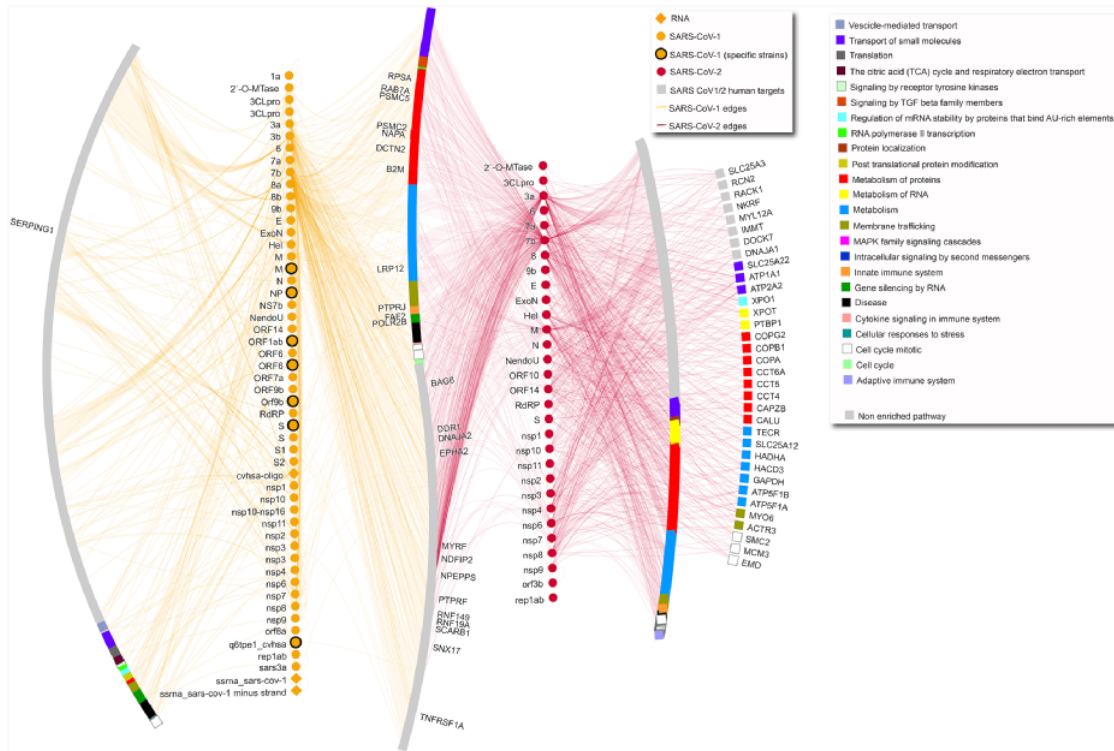 SERPING1
1a
2´-O-MTase
3CLpro
3CLpro
3a
3b
6
7a
7b
8a
8b
9b
E
ExoN
Hel
M
M
N
NP
NS7b
NendoU
ORF14
ORF1ab
ORF6
ORF6
ORF7a
ORF9b
Orf9b
RdRP
S
S
S1
S2
cvhsa-oligo
nsp1
nsp10
nsp10-nsp16
nsp11
nsp2
nsp3
nsp3
nsp4
nsp6
nsp7
nsp8
nsp9
orf8a
q6tpe1_cvhsa
rep1ab
sars3a
ssrna_sars-cov-1
ssrna_sars-cov-1 minus strand
RPSA
RAB7A
PSMC5
PSMC2
NAPA
DCTN2
B2M
LRP12
PTPRJ
FAF2
POLR2B
BAG6
DDR1
DNAJA2
EPHA2
MYRF
NDFIP2
NPEPPS
PTPRF
RNF149
RNF19A
SCARB1
SNX17
TNFRSF1A
2´-O-MTase
3CLpro
3a
6
7a
7b
8
9b
E
ExoN
Hel
M
N
NendoU
ORF10
ORF14
RdRP
S
nsp1
nsp10
nsp11
nsp2
nsp3
nsp4
nsp6
nsp7
nsp8
nsp9
orf3b
rep1ab
RNA
SARS-CoV-1
SARS-CoV-1 (specific strains)
SARS-CoV-2
SARS CoV1/2 human targets
SARS-CoV-1 edges
SARS-CoV-2 edges
SLC25A3
RCN2
RACK1
NKRF
MYL12A
IMMT
DOCK7
DNAJA1
SLC25A22
ATP1A1
ATP2A2
XPO1
XPOT
PTBP1
COPG2
COPB1
COPA
CCT6A
CCT5
CCT4
CAPZB
CALU
TECR
SLC25A12
HADHA
HACD3
GAPDH
ATP5F1B
ATP5F1A
MYO6
ACTR3
SMC2
MCM3
EMD
Vescicle-mediated transport
Transport of small molecules
Translation
The citric acid (TCA) cycle and respiratory electron transport
Signaling by receptor tyrosine kinases
Signaling by TGF beta family members
Regulation of mRNA stability by proteins that bind AU-rich elements
RNA polymerase II transcription
Protein localization
Post translational protein modification
Metabolism of proteins
Metabolism of RNA
Metabolism
Membrane trafficking
MAPK family signaling cascades
Intracellular signaling by second messengers
Innate immune system
Gene silencing by RNA
Disease
Cytokine signaling in immune system
Cellular responses to stress
Cell cycle mitotic
Cell cycle
Adaptive immune system
Non enriched pathway